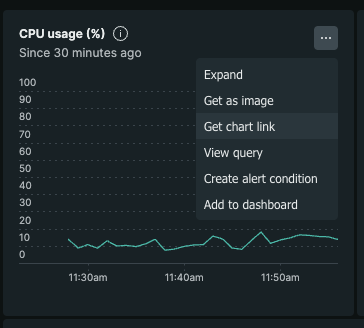 CPU usage (%)
Since 30 minutes ago
Expand
Get as image
Get chart link
View query
Create alert condition
Add to dashboard
100
90
80
70
60
50
40
30
20
10
0
11:30am 11:40am 11:50am